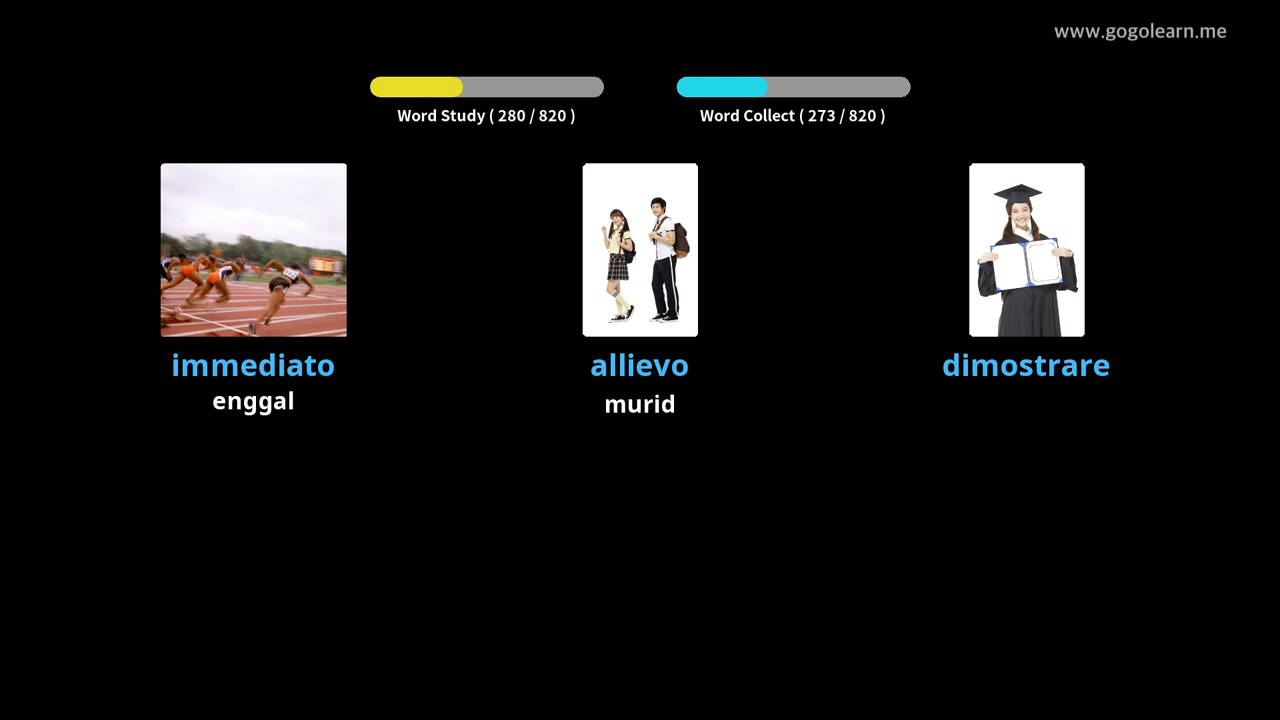 www.gogolearn.me
Word Study ( 280 / 820 )
Word Collect ( 273 / 820 )
immediato
enggal
allievo
murid
dimostrare